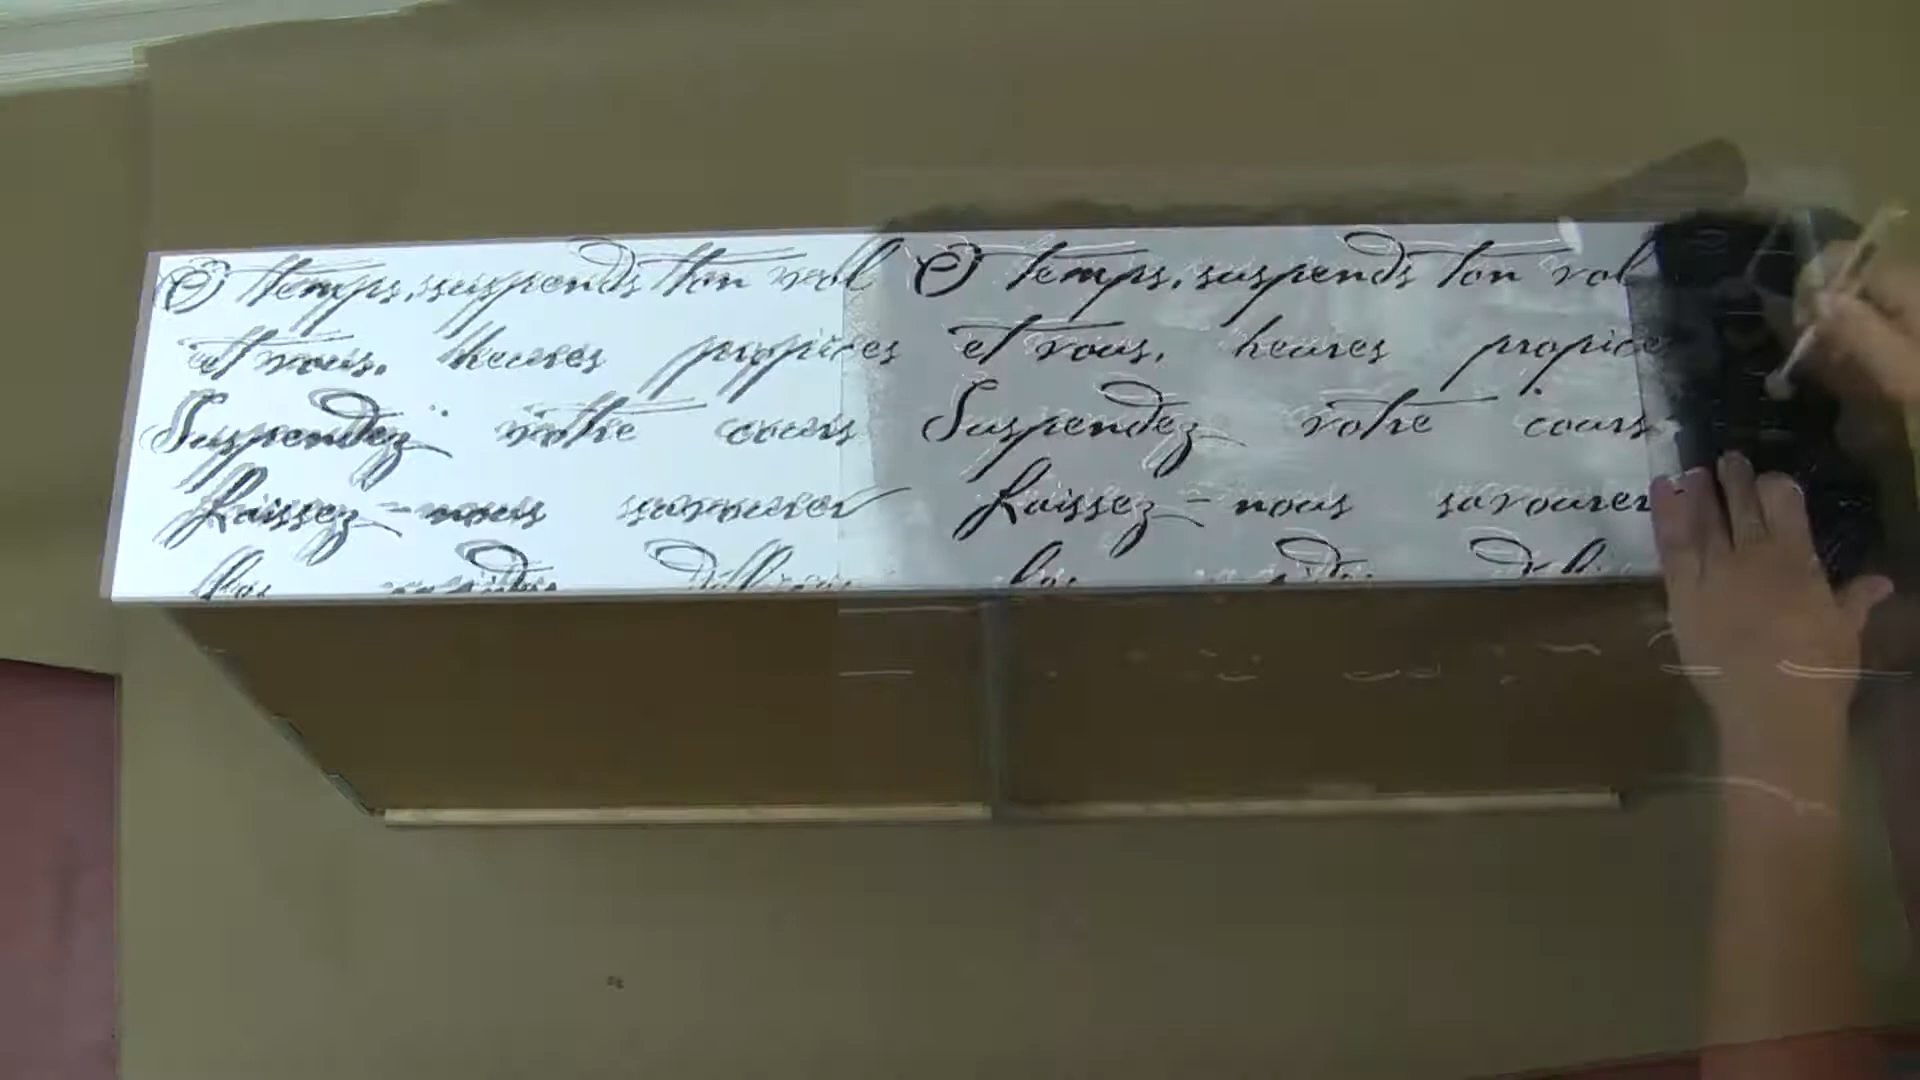 Ô temps, suspends ton vol Ô temps, suspends ton vol
et vous, heures propices et vous, heures propice
Suspendez votre cours Suspendez votre cours
Laissez-nous savourer Laissez-nous savourer